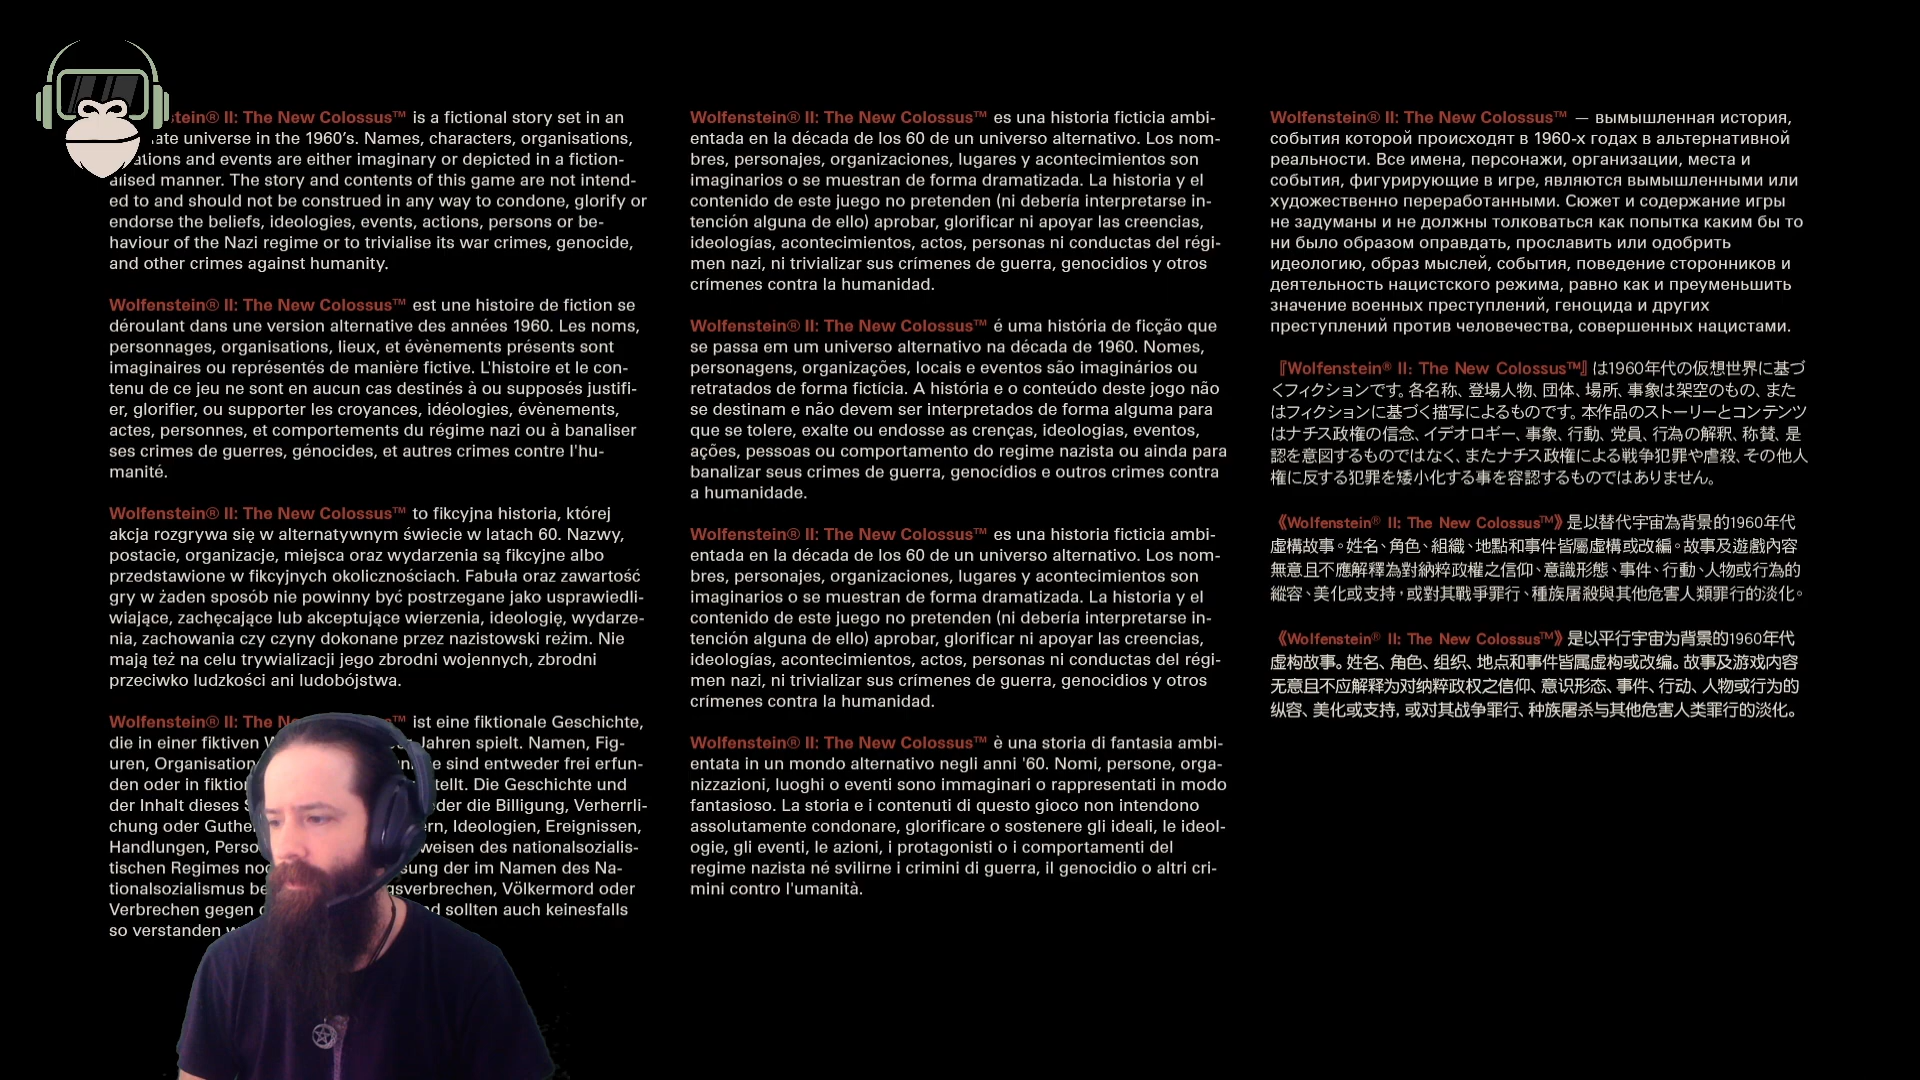 stein® II: The New Colossus™ is a fictional story set in an
universe in the 1960’s. Names, characters, organisations,
and events are either imaginary or depicted in a fiction-
alised manner. The story and contents of this game are not intend-
ed to and should not be construed in any way to condone, glorify or
endorse the beliefs, ideologies, events, actions, persons or be-
haviour of the Nazi regime or to trivialise its war crimes, genocide,
and other crimes against humanity.
Wolfenstein® II: The New Colossus™ est une histoire de fiction se
déroulant dans une version alternative des années 1960. Les noms,
personnages, organisations, lieux, et évènements présents sont
imaginaires ou représentés de manière fictive. L'histoire et le con-
tenu de ce jeu ne sont en aucun cas destinés à ou supposés justifi-
er, glorifier, ou supporter les croyances, idéologies, évènements,
actes, personnes, et comportements du régime nazi ou à banaliser
ses crimes de guerres, génocides, et autres crimes contre l'hu-
manité.
Wolfenstein® II: The New Colossus™ to fikcyjna historia, której
akcja rozgrywa się w alternatywnym świecie w latach 60. Nazwy,
postacie, organizacje, miejsca oraz wydarzenia są fikcyjne albo
przedstawione w fikcyjnych okolicznościach. Fabuła oraz zawartość
gry w żaden sposób nie powinny być postrzegane jako usprawiedli-
wiające, zachęcające lub akceptujące wierzenia, ideologię, wydarze-
nia, zachowania czy czyny dokonane przez nazistowski reżim. Nie
mają też na celu trywializacji jego zbrodni wojennych, zbrodni
przeciwko ludzkości ani ludobójstwa.
Wolfenstein® II: The ™ ist eine fiktionale Geschichte,
die in einer fiktiven Jahren spielt. Namen, Fig-
uren, Organisation sind entweder frei erfun-
den oder in Die Geschichte und
der Inhalt dieses oder die Billigung, Verherrli-
chung oder Ideologien, Ereignissen,
Handlungen, des nationalsozialis-
tischen Regimes der im Namen des Na-
tionalsozialismus Völkermord oder
Verbrechen gegen sollten auch keinesfalls
so verstanden
Wolfenstein® II: The New Colossus™ es una historia ficticia ambi-
entada en la década de los 60 de un universo alternativo. Los nom-
bres, personajes, organizaciones, lugares y acontecimientos son
imaginarios o se muestran de forma dramatizada. La historia y el
contenido de este juego no pretenden (ni debería interpretarse in-
tención alguna de ello) aprobar, glorificar ni apoyar las creencias,
ideologías, acontecimientos, actos, personas ni conductas del régi-
men nazi, ni trivializar sus crímenes de guerra, genocidios y otros
crímenes contra la humanidad.
Wolfenstein® II: The New Colossus™ é uma história de ficção que
se passa em um universo alternativo na década de 1960. Nomes,
personagens, organizações, locais e eventos são imaginários ou
retratados de forma fictícia. A história e o conteúdo deste jogo não
se destinam e não devem ser interpretados de forma alguma para
que se tolere, exalte ou endosse as crenças, ideologias, eventos,
ações, pessoas ou comportamento do regime nazista ou ainda para
banalizar seus crimes de guerra, genocídios e outros crimes contra
a humanidade.
Wolfenstein® II: The New Colossus™ es una historia ficticia ambi-
entada en la década de los 60 de un universo alternativo. Los nom-
bres, personajes, organizaciones, lugares y acontecimientos son
imaginarios o se muestran de forma dramatizada. La historia y el
contenido de este juego no pretenden (ni debería interpretarse in-
tención alguna de ello) aprobar, glorificar ni apoyar las creencias,
ideologías, acontecimientos, actos, personas ni conductas del régi-
men nazi, ni trivializar sus crímenes de guerra, genocidios y otros
crímenes contra la humanidad.
Wolfenstein® II: The New Colossus™ è una storia di fantasia ambi-
entata in un mondo alternativo negli anni '60. Nomi, persone, orga-
nizzazioni, luoghi o eventi sono immaginari o rappresentati in modo
fantasioso. La storia e i contenuti di questo gioco non intendono
assolutamente condonare, glorificare o sostenere gli ideali, le ideol-
ogie, gli eventi, le azioni, i protagonisti o i comportamenti del
regime nazista né svilirne i crimini di guerra, il genocidio o altri cri-
mini contro l'umanità.
Wolfenstein® II: The New Colossus™ — вымышленная история,
события которой происходят в 1960-х годах в альтернативной
реальности. Все имена, персонажи, организации, места и
события, фигурирующие в игре, являются вымышленными или
художественно переработанными. Сюжет и содержание игры
не задуманы и не должны толковаться как попытка каким бы то
ни было образом оправдать, прославить или одобрить
идеологию, образ мыслей, события, поведение сторонников и
деятельность нацистского режима, равно как и преуменьшить
значение военных преступлений, геноцида и других
преступлений против человечества, совершенных нацистами.
『Wolfenstein® II: The New Colossus™』は1960年代の仮想世界に基づ
くフィクションです。各名称、登場人物、団体、場所、事象は架空のもの、また
はフィクションに基づく描写によるものです。本作品のストーリーとコンテンツ
はナチス政権の信念、イデオロギー、事象、行動、党員、行為の解釈、称賛、是
認を意図するものではなく、またナチス政権による戦争犯罪や虐殺、その他人
権に反する犯罪を矮小化する事を容認するものではありません。
《Wolfenstein® II: The New Colossus™》是以替代宇宙為背景的1960年代
虛構故事。姓名、角色、組織、地點和事件皆屬虛構或改編。故事及遊戲內容
無意且不應解釋為對納粹政權之信仰、意識形態、事件、行動、人物或行為的
縱容、美化或支持，或對其戰爭罪行、種族屠殺與其他危害人類罪行的淡化。
《Wolfenstein® II: The New Colossus™》是以平行宇宙为背景的1960年代
虚构故事。姓名、角色、组织、地点和事件皆属虚构或改编。故事及游戏内容
无意且不应解释为对纳粹政权之信仰、意识形态、事件、行动、人物或行为的
纵容、美化或支持，或对其战争罪行、种族屠杀与其他危害人类罪行的淡化。